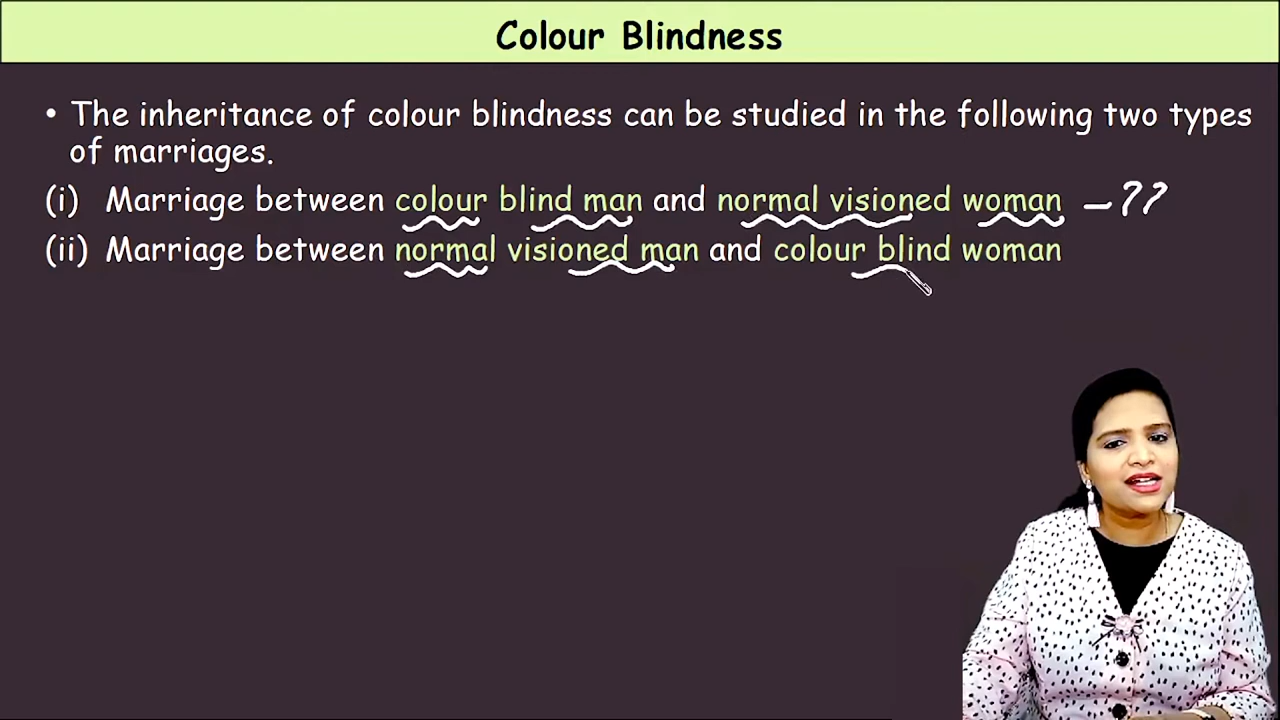 Colour Blindness
• The inheritance of colour blindness can be studied in the following two types
of marriages.
(i) Marriage between colour blind man and normal visioned woman – ??
(ii) Marriage between normal visioned man and colour blind woman